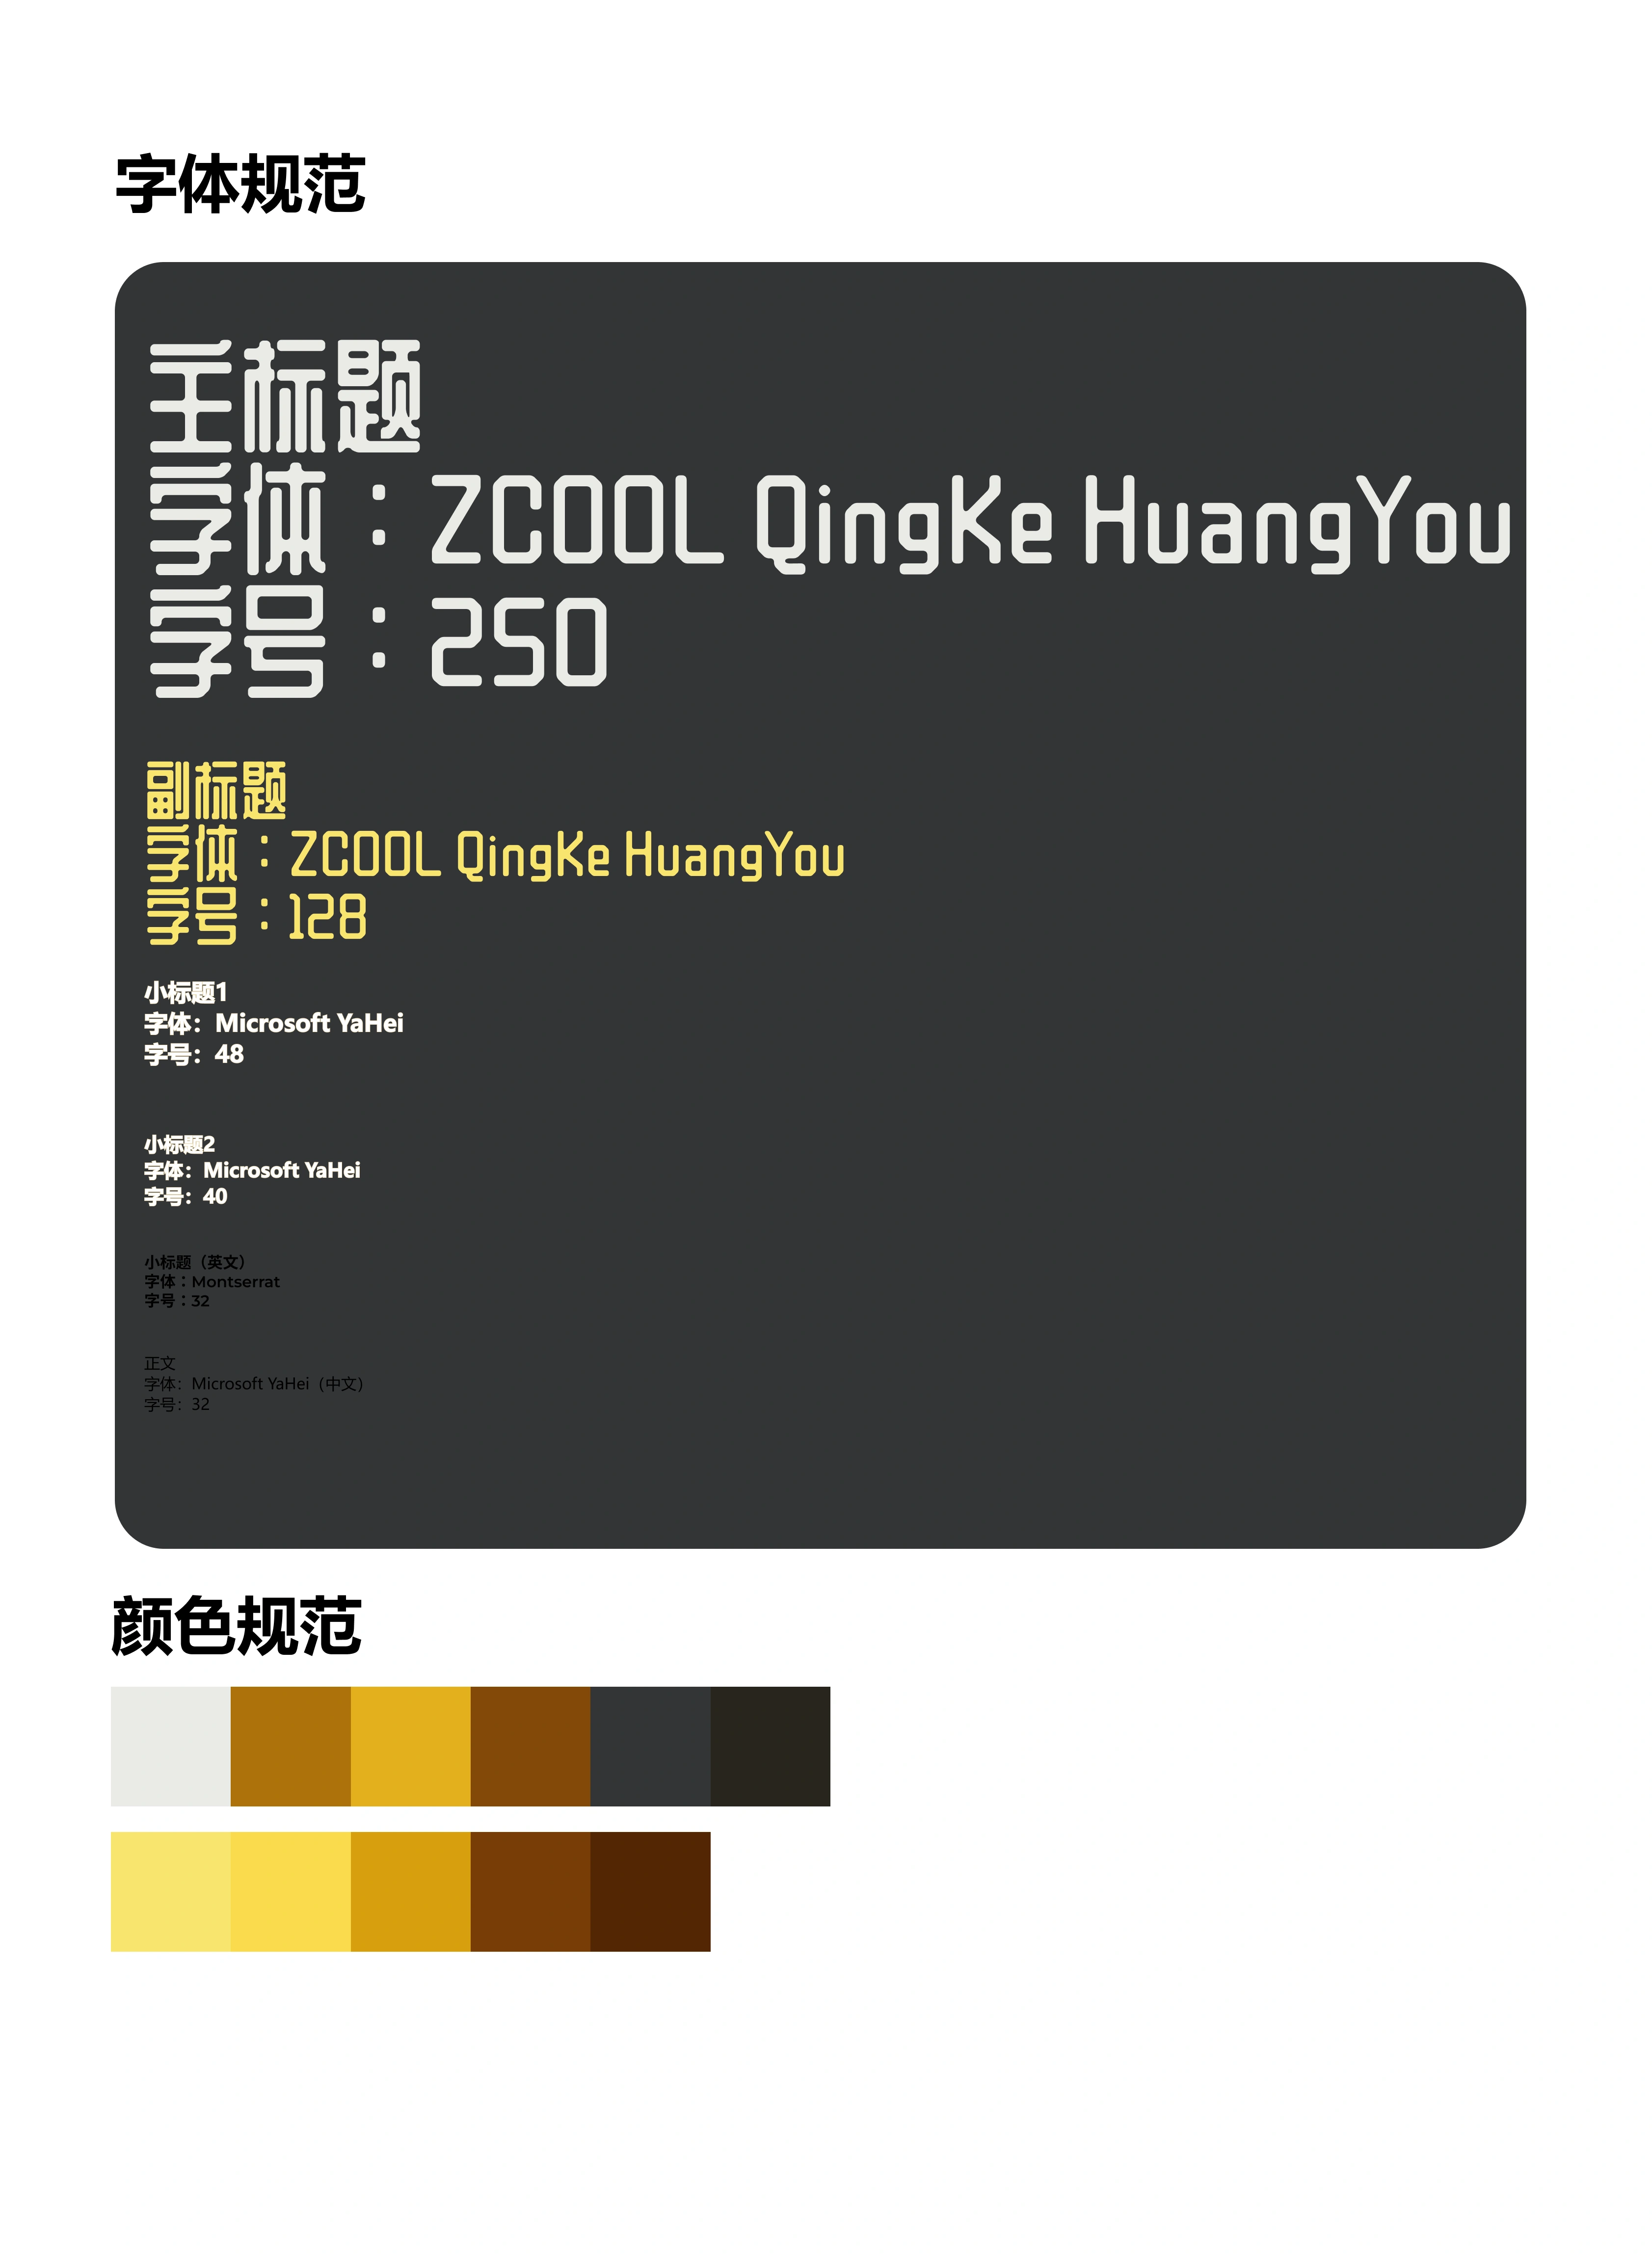 字体规范
主标题
字体：ZCOOL QingKe HuangYou
字号：250
副标题
字体：ZCOOL QingKe HuangYou
字号：128
小标题1
字体：Microsoft YaHei
字号：48
小标题2
字体：Microsoft YaHei
字号：40
小标题（英文）
字体：Montserrat
字号：32
正文
字体：Microsoft YaHei（中文）
字号：32
颜色规范